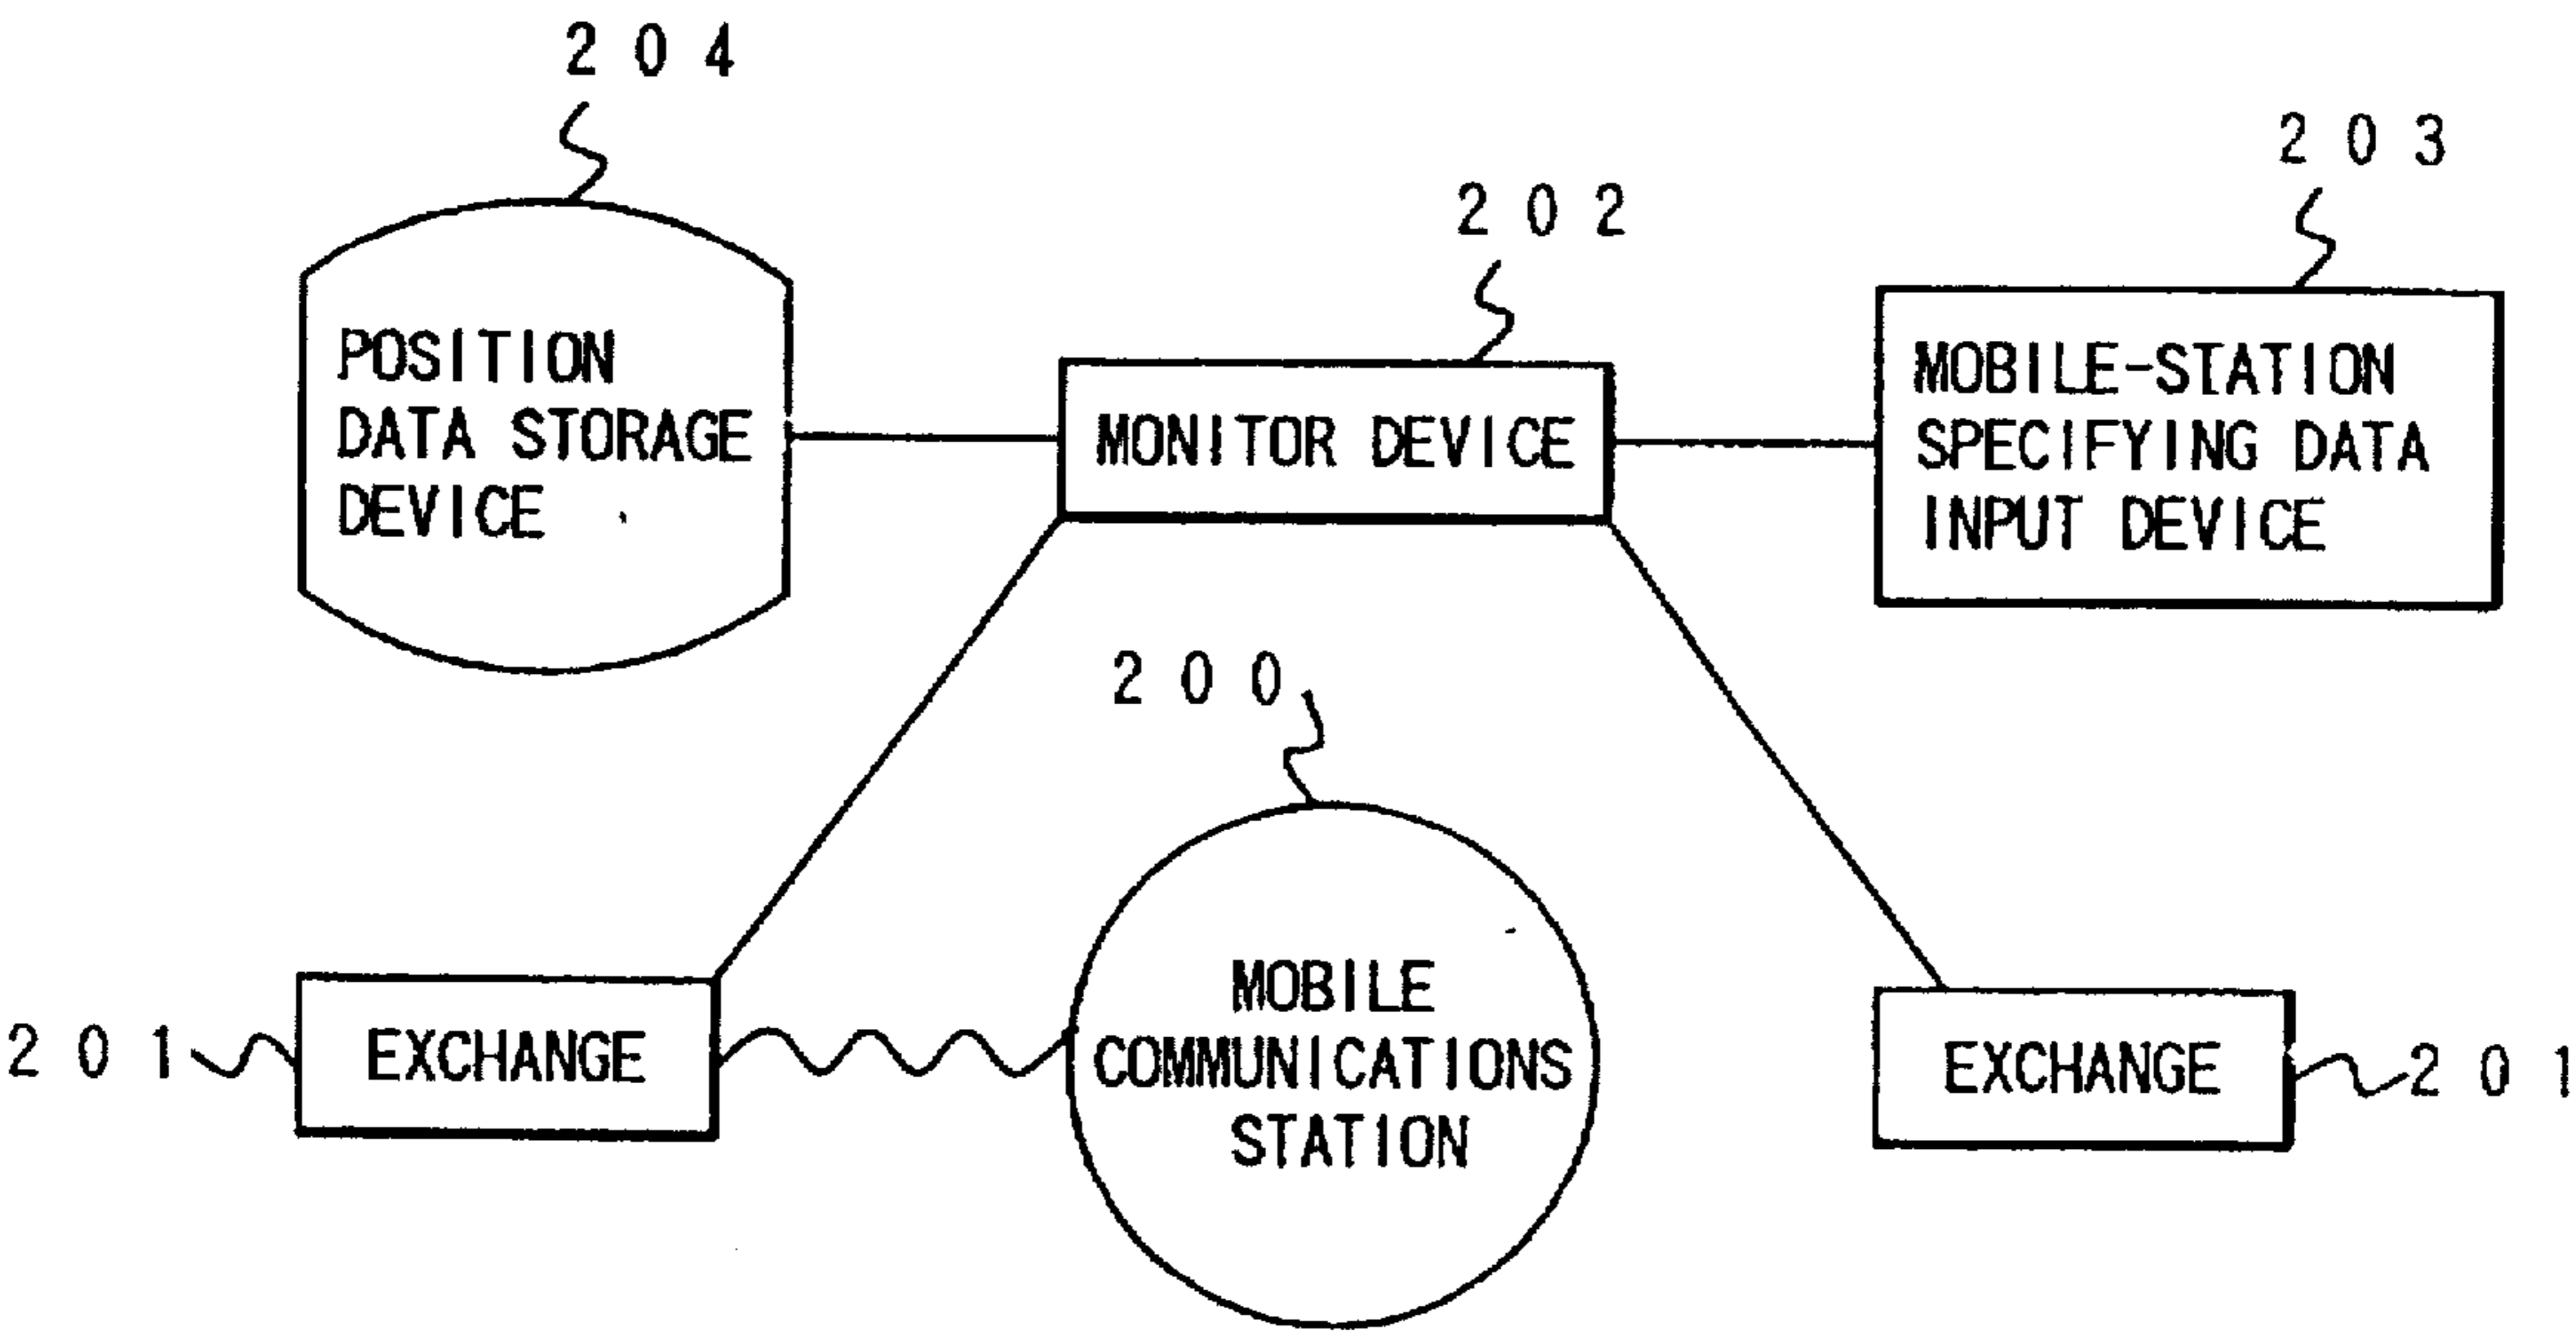 204
203
202
POSITION
DATA STORAGE
DEVICE
MONITOR DEVICE
MOBILE-STATION
SPECIFYING DATA
INPUT DEVICE
200
MOBILE
COMMUNICATIONS
STATION
201
EXCHANGE
EXCHANGE
201